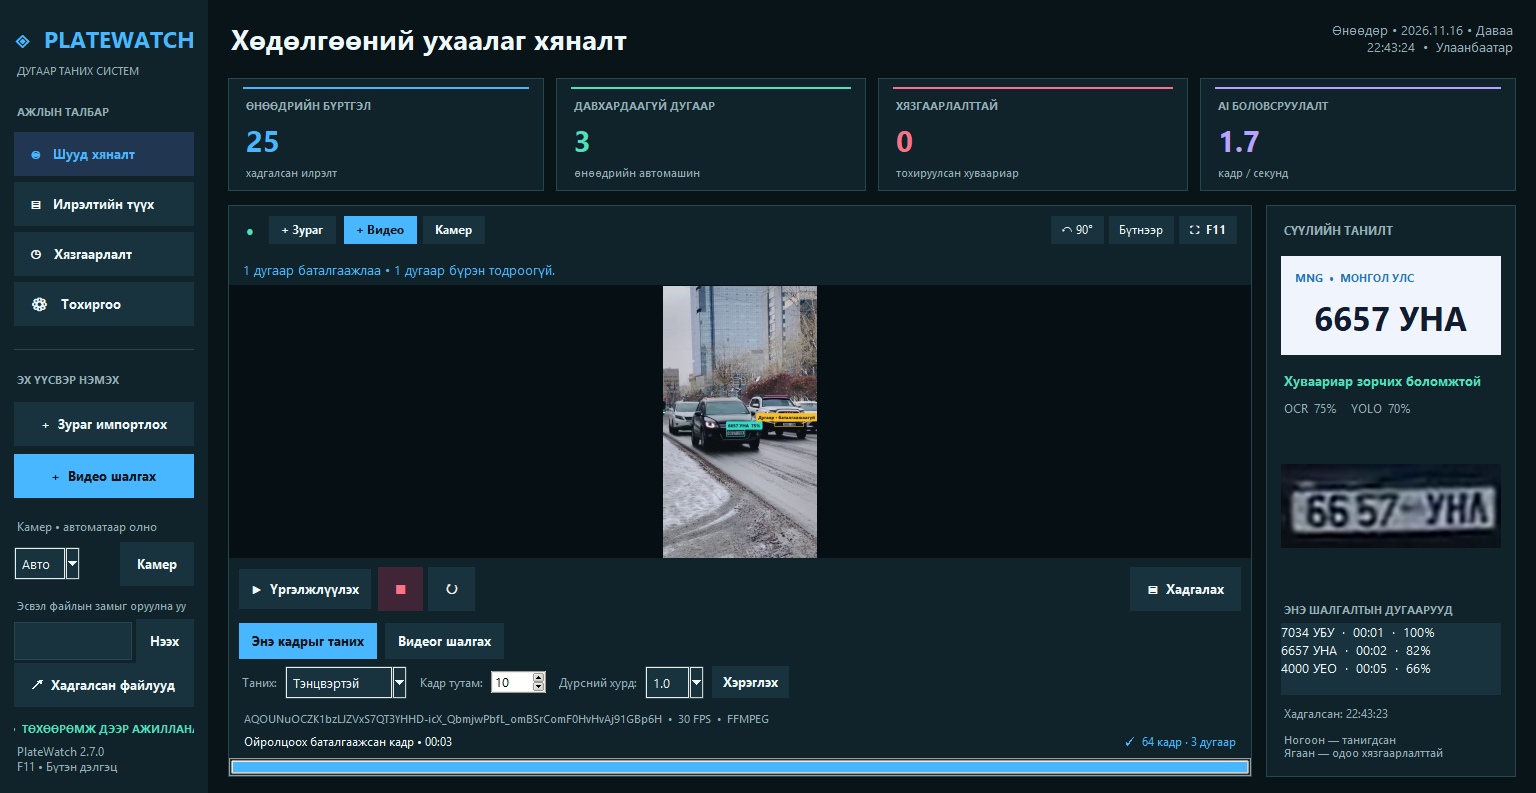 PLATEWATCH
ДУГААР ТАНИХ СИСТЕМ
АЖЛЫН ТАЛБАР
Шууд хяналт
Илрэлтийн түүх
Хязгаарлалт
Тохиргоо
ЭХ ҮҮСВЭР НЭМЭХ
+ Зураг импортлох
+ Видео шалгах
Камер • автоматаар олно
Авто
Камер
Эсвэл файлын замыг оруулна уу
Нээх
Хадгалсан файлууд
ТӨХӨӨРӨМЖ ДЭЭР АЖИЛЛАНА
PlateWatch 2.7.0
F11 • Бүтэн дэлгэц
Хөдөлгөөний ухаалаг хяналт
Өнөөдөр • 2026.11.16 • Даваа
22:43:24 • Улаанбаатар
ӨНӨӨДРИЙН БҮРТГЭЛ
25
хадгалсан илрэлт
ДАВХАРДААГҮЙ ДУГААР
3
өнөөдрийн автомашин
ХЯЗГААРЛАЛТТАЙ
0
тохируулсан хуваариар
AI БОЛОВСРУУЛАЛТ
1.7
кадр / секунд
+ Зураг
+ Видео
Камер
90°
Бүтнээр
F11
1 дугаар баталгаажлаа • 1 дугаар бүрэн тодроогүй.
6657 УНА 75%
Дугаар - баталгаажаагүй
Үргэлжлүүлэх
Хадгалах
Энэ кадрыг таних
Видеог шалгах
Таних:
Тэнцвэртэй
Кадр тутам:
10
Дүрсний хурд:
1.0
Хэрэглэх
AQOUNuOCZK1bzLJZVxS7QT3YHHD-icX_QbmjwPbfL_omBSrComF0HvHvAj91GBp6H • 30 FPS • FFMPEG
Ойролцоох баталгаажсан кадр • 00:03
✓ 64 кадр · 3 дугаар
СҮҮЛИЙН ТАНИЛТ
MNG • МОНГОЛ УЛС
6657 УНА
Хуваариар зорчих боломжтой
OCR 75% YOLO 70%
6657 УНА
ЭНЭ ШАЛГАЛТЫН ДУГААРУУД
7034 УБУ · 00:01 · 100%
6657 УНА · 00:02 · 82%
4000 УЕО · 00:05 · 66%
Хадгалсан: 22:43:23
Ногоон — танигдсан
Ягаан — одоо хязгаарлалттай